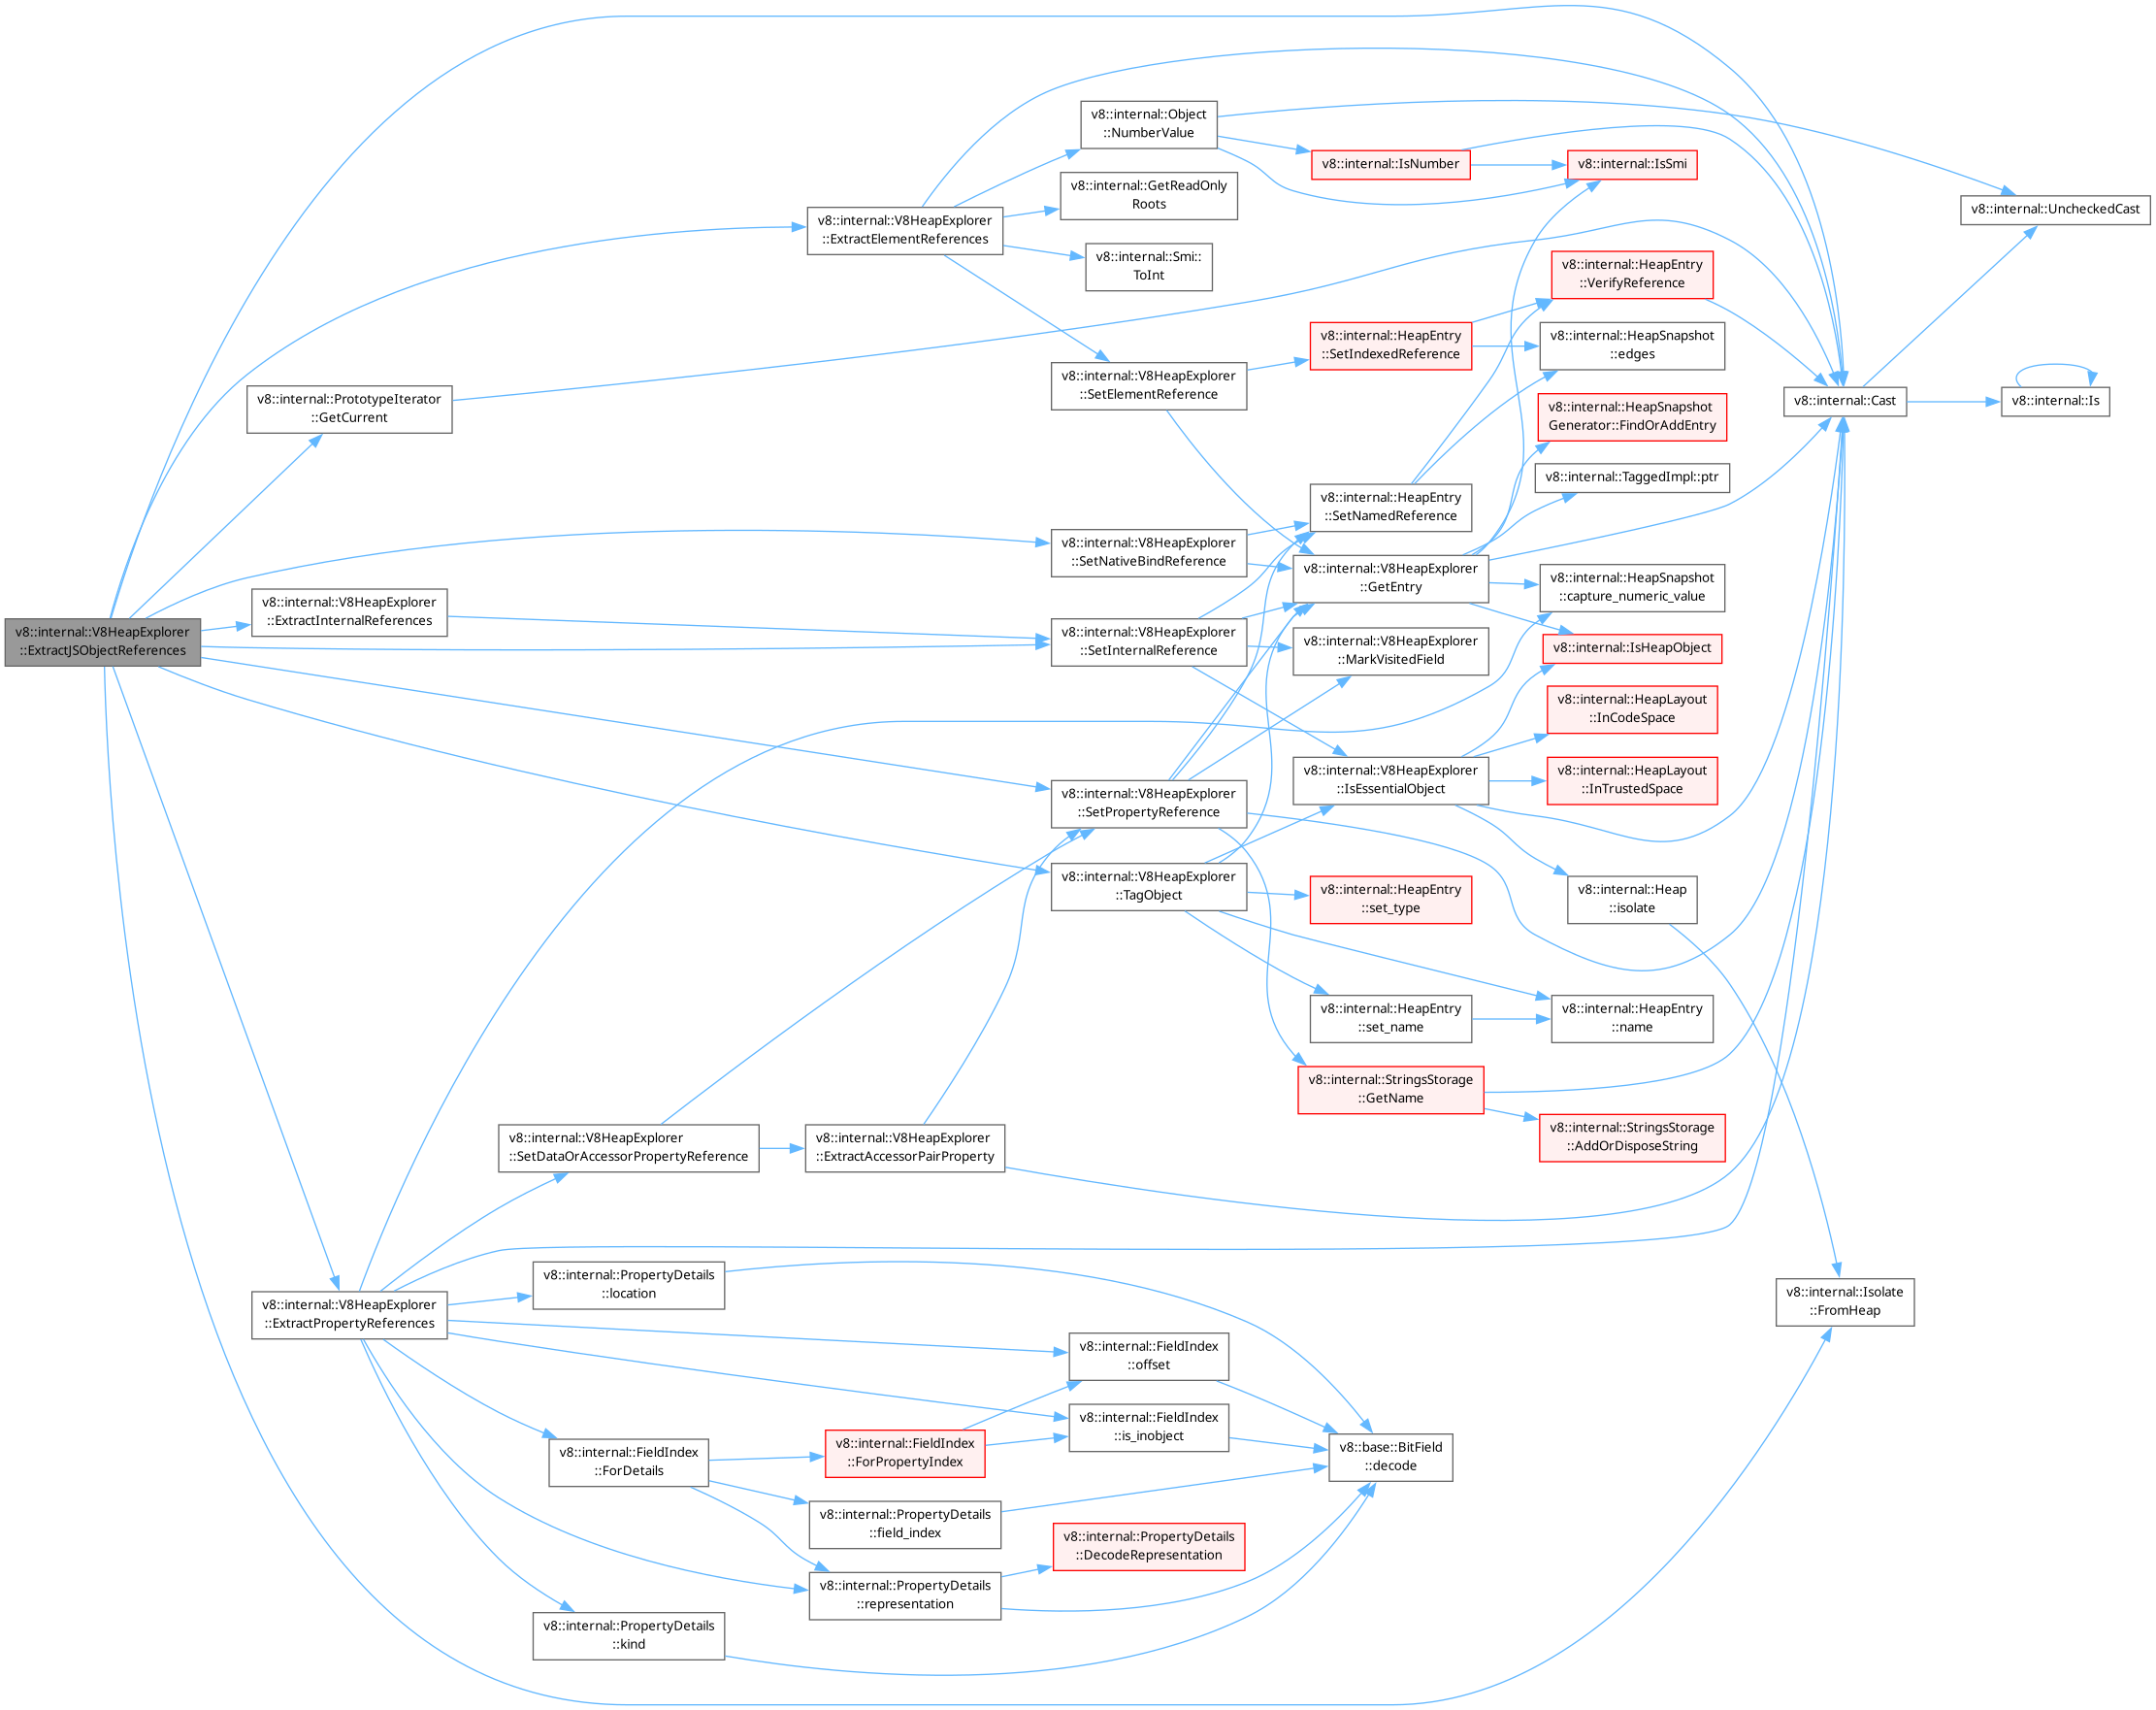 v8::internal::V8HeapExplorer
::ExtractJSObjectReferences
v8::internal::PrototypeIterator
::GetCurrent
v8::internal::V8HeapExplorer
::ExtractInternalReferences
v8::internal::V8HeapExplorer
::ExtractPropertyReferences
v8::internal::V8HeapExplorer
::SetDataOrAccessorPropertyReference
v8::internal::PropertyDetails
::location
v8::internal::FieldIndex
::ForDetails
v8::internal::PropertyDetails
::kind
v8::internal::V8HeapExplorer
::ExtractElementReferences
v8::internal::V8HeapExplorer
::ExtractAccessorPairProperty
v8::internal::FieldIndex
::ForPropertyIndex
v8::internal::PropertyDetails
::field_index
v8::internal::PropertyDetails
::representation
v8::internal::Object
::NumberValue
v8::internal::GetReadOnly
Roots
v8::internal::Smi::
ToInt
v8::internal::V8HeapExplorer
::SetElementReference
v8::internal::V8HeapExplorer
::SetNativeBindReference
v8::internal::V8HeapExplorer
::SetInternalReference
v8::internal::V8HeapExplorer
::SetPropertyReference
v8::internal::V8HeapExplorer
::TagObject
v8::internal::FieldIndex
::offset
v8::internal::FieldIndex
::is_inobject
v8::internal::PropertyDetails
::DecodeRepresentation
v8::internal::IsNumber
v8::internal::HeapEntry
::SetIndexedReference
v8::internal::HeapEntry
::SetNamedReference
v8::internal::V8HeapExplorer
::GetEntry
v8::internal::V8HeapExplorer
::MarkVisitedField
v8::internal::V8HeapExplorer
::IsEssentialObject
v8::internal::HeapEntry
::set_type
v8::internal::HeapEntry
::set_name
v8::internal::StringsStorage
::GetName
v8::base::BitField
::decode
v8::internal::IsSmi
v8::internal::HeapEntry
::VerifyReference
v8::internal::HeapSnapshot
::edges
v8::internal::HeapSnapshot
Generator::FindOrAddEntry
v8::internal::TaggedImpl::ptr
v8::internal::HeapSnapshot
::capture_numeric_value
v8::internal::IsHeapObject
v8::internal::HeapLayout
::InCodeSpace
v8::internal::HeapLayout
::InTrustedSpace
v8::internal::Heap
::isolate
v8::internal::HeapEntry
::name
v8::internal::StringsStorage
::AddOrDisposeString
v8::internal::Cast
v8::internal::Isolate
::FromHeap
v8::internal::UncheckedCast
v8::internal::Is